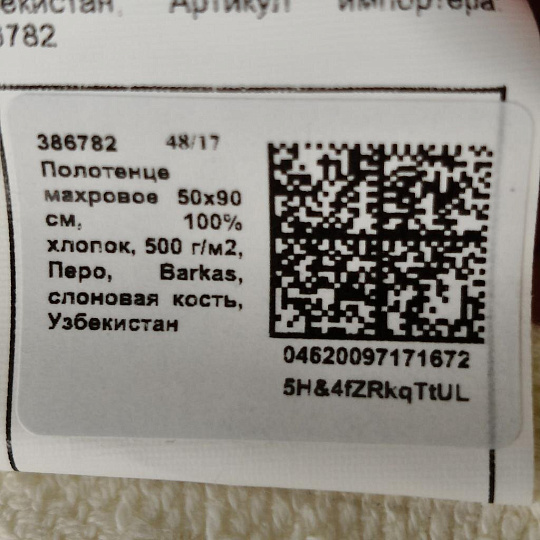 Артикул импортера
386782 48/17
Полотенце
махровое 50x90
см, 100%
хлопок, 500 г/м2,
Перо, Barkas,
слоновая кость,
Узбекистан
04620097171672
5H&4fZRkqTtUL